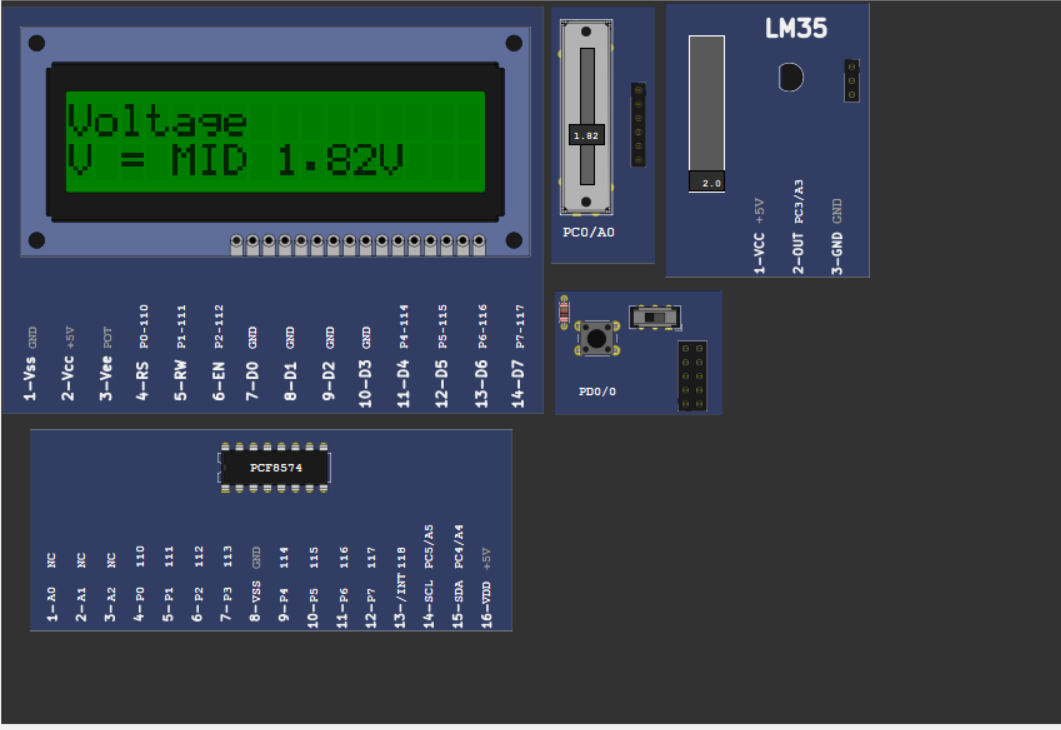 Voltage
V = MID 1.82V
1-Vss GND
2-Vcc +5V
3-Vee POT
4-RS P0-110
5-RW P1-111
6-EN P2-112
7-D0 GND
8-D1 GND
9-D2 GND
10-D3 GND
11-D4 P4-114
12-D5 P5-115
13-D6 P6-116
14-D7 P7-117
1.82
PC0/A0
LM35
2.0
1-VCC +5V
2-OUT PC3/A3
3-GND GND
PD0/0
PCF8574
1-A0 NC
2-A1 NC
3-A2 NC
4-P0 110
5-P1 111
6-P2 112
7-P3 113
8-VSS GND
9-P4 114
10-P5 115
11-P6 116
12-P7 117
13-/INT 118
14-SCL PC5/A5
15-SDA PC4/A4
16-VDD +5V